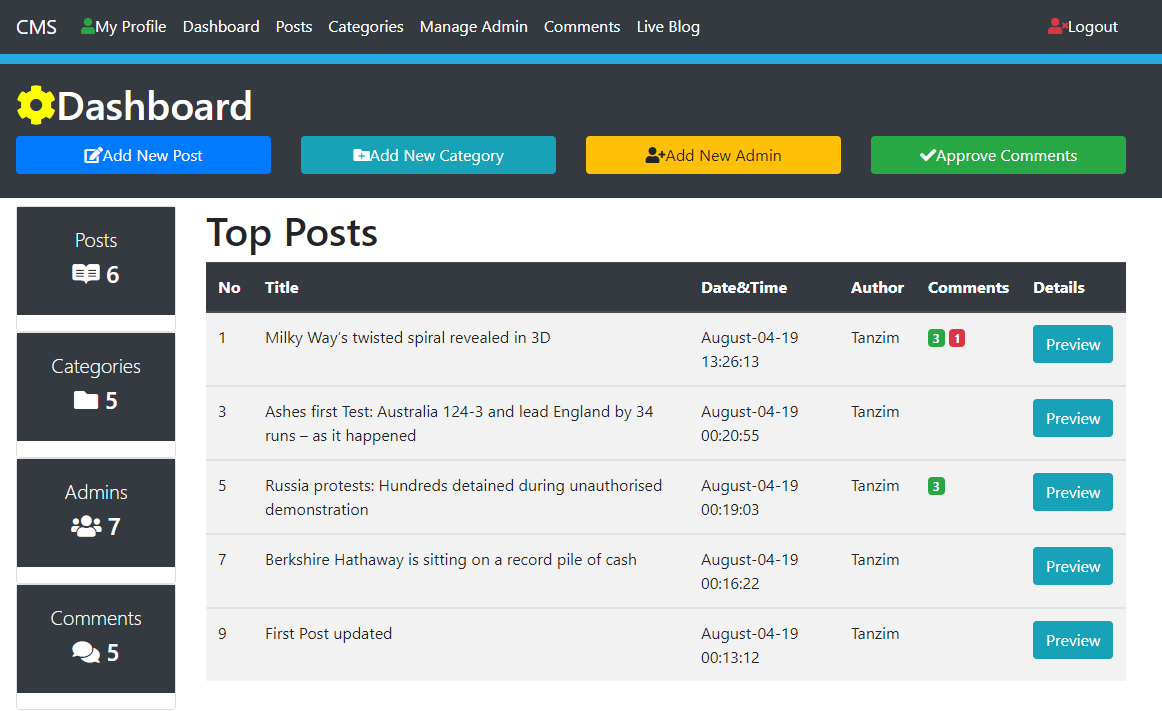 CMS My Profile Dashboard Posts Categories Manage Admin Comments Live Blog Logout
Dashboard
Add New Post Add New Category Add New Admin Approve Comments
Posts
6
Categories
5
Admins
7
Comments
5
Top Posts
No Title Date&Time Author Comments Details
1 Milky Way’s twisted spiral revealed in 3D August-04-19 Tanzim 3 1 Preview
13:26:13
3 Ashes first Test: Australia 124-3 and lead England by 34 August-04-19 Tanzim Preview
runs – as it happened 00:20:55
5 Russia protests: Hundreds detained during unauthorised August-04-19 Tanzim 3 Preview
demonstration 00:19:03
7 Berkshire Hathaway is sitting on a record pile of cash August-04-19 Tanzim Preview
00:16:22
9 First Post updated August-04-19 Tanzim Preview
00:13:12